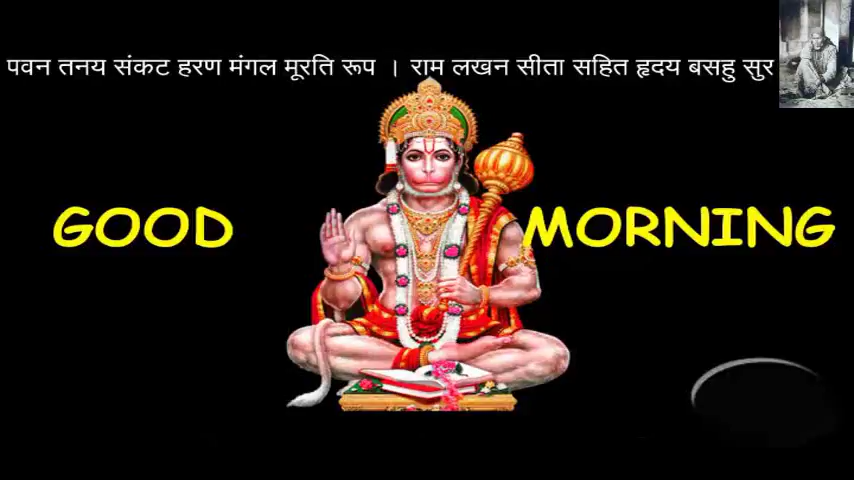 पवन तनय संकट हरण मंगल मूरति रूप । राम लखन सीता सहित हृदय बसहु सुर
GOOD MORNING